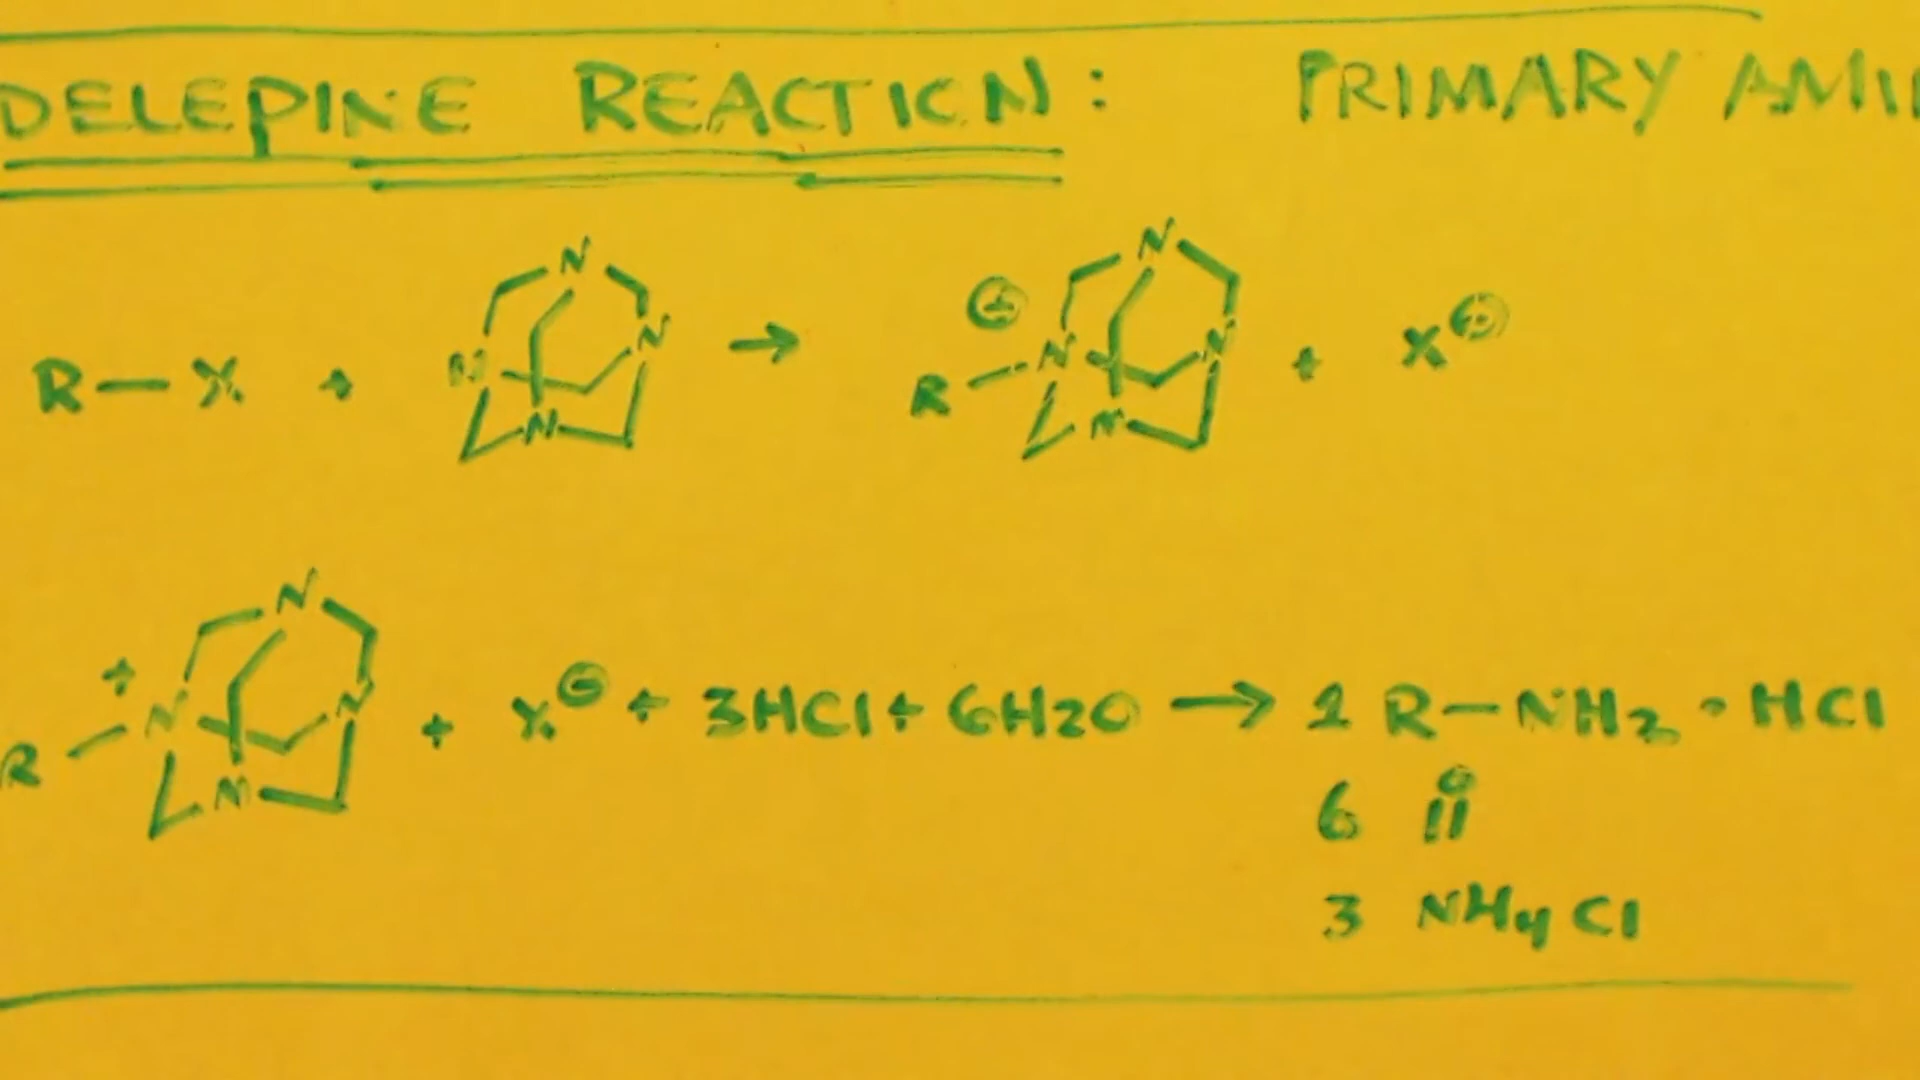 DELEPINE REACTION: PRIMARY AMI
N
N
N
N
R-X +
→
⊕
N
N
N
N
R
+ X⊖
N
+
N
N
N
R
+ X⊖ + 3HCl + 6H2O → 1 R-NH2·HCl
6
O
3 NH4Cl